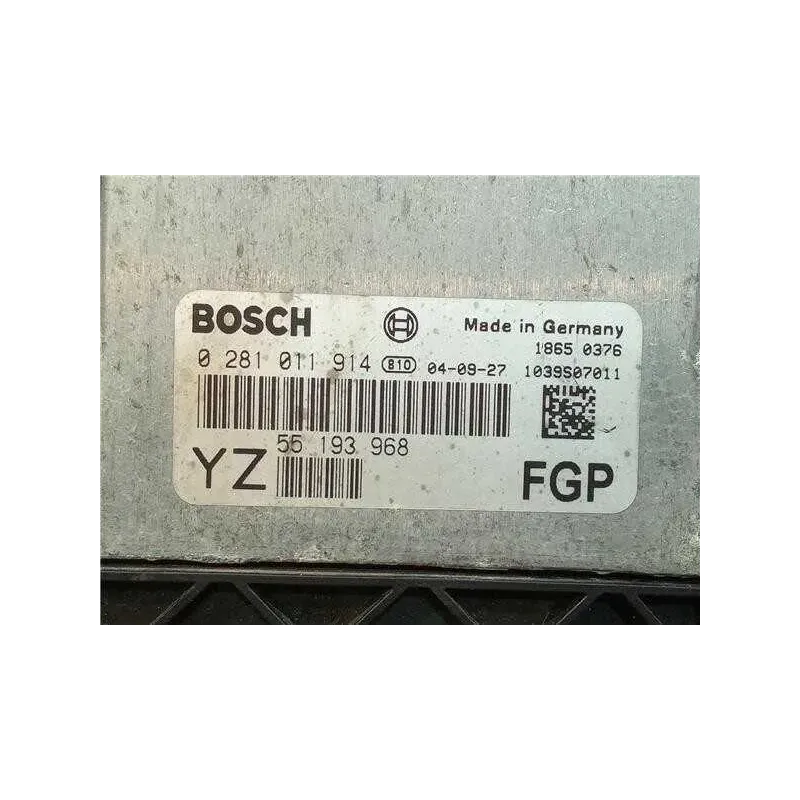 BOSCH Made in Germany
1865 0376
0 281 011 914 B10 04-09-27 1039S07011
55 193 968
YZ FGP